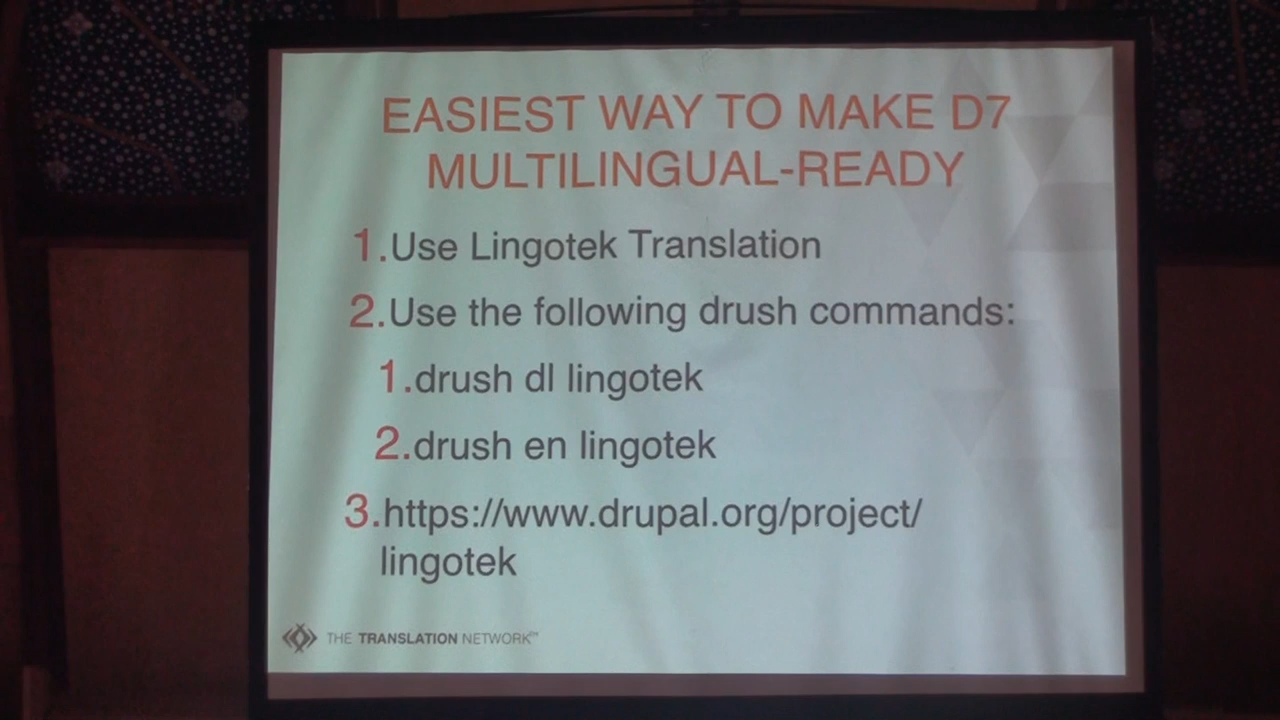 EASIEST WAY TO MAKE D7
MULTILINGUAL-READY
1.Use Lingotek Translation
2.Use the following drush commands:
1.drush dl lingotek
2.drush en lingotek
3.https://www.drupal.org/project/
lingotek
THE TRANSLATION NETWORK™